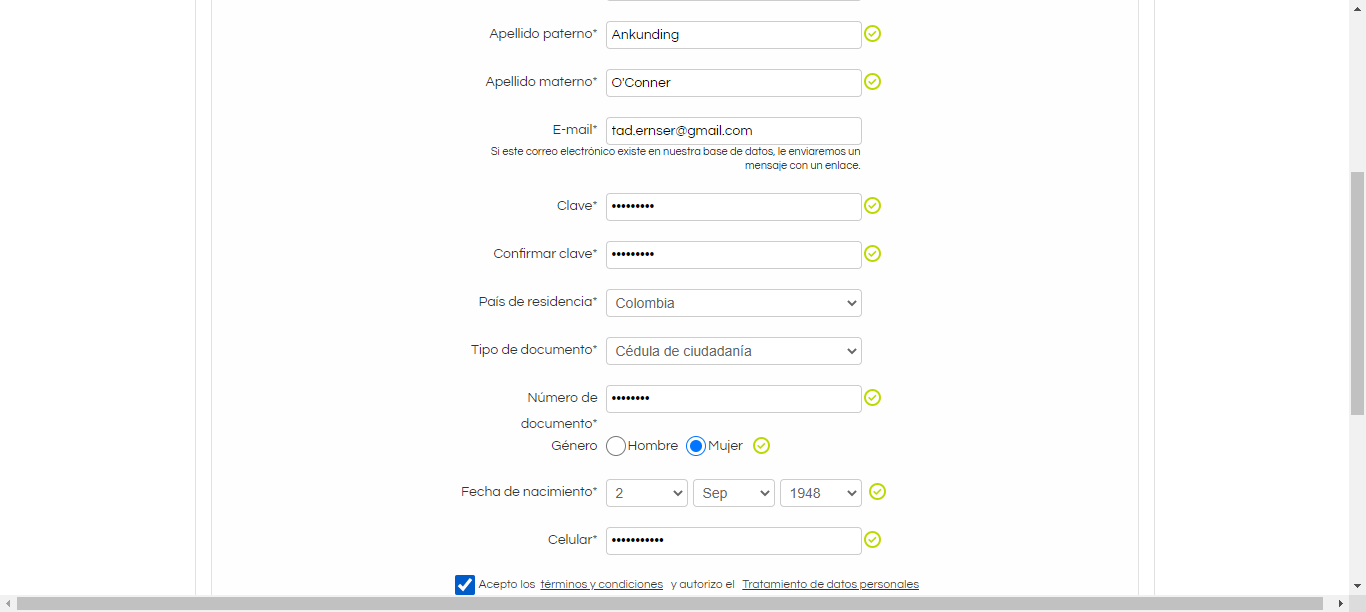 Apellido paterno* Ankunding
Apellido materno* O'Conner
E-mail* tad.ernser@gmail.com
Si este correo electrónico existe en nuestra base de datos, le enviaremos un
mensaje con un enlace.
Clave* •••••••••
Confirmar clave* •••••••••
País de residencia* Colombia
Tipo de documento* Cédula de ciudadanía
Número de ••••••••
documento*
Género Hombre Mujer
Fecha de nacimiento* 2 Sep 1948
Celular* •••••••••••
Acepto los términos y condiciones y autorizo el Tratamiento de datos personales